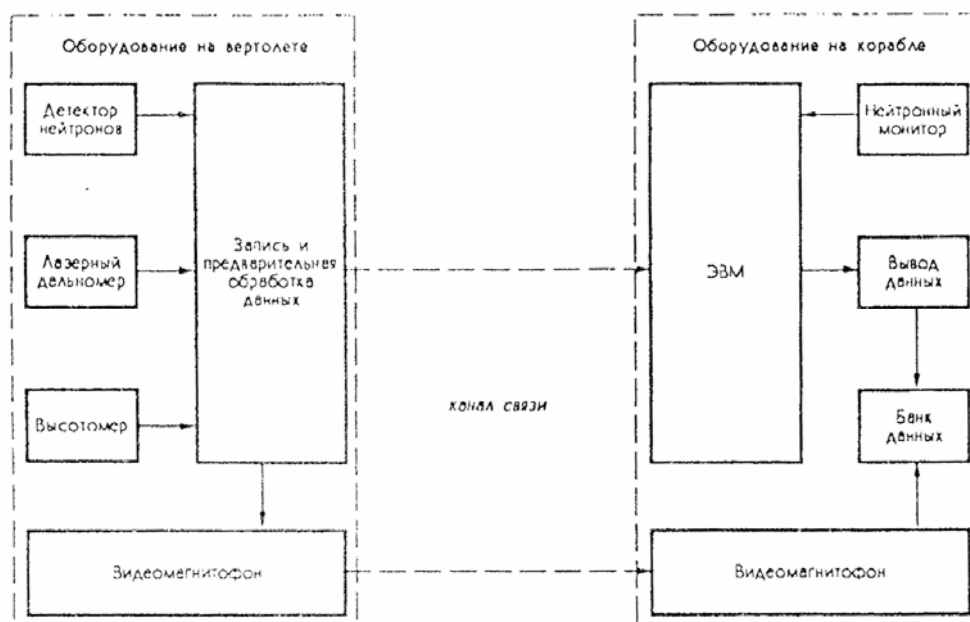 Оборудование на вертолете
Детектор
нейтронов
Лазерный
дальномер
Высотомер
Запись и
предварительная
обработка
данных
Видеомагнитофон
канал связи
Оборудование на корабле
ЭВМ
Нейтронный
монитор
Вывод
данных
Банк
данных
Видеомагнитофон